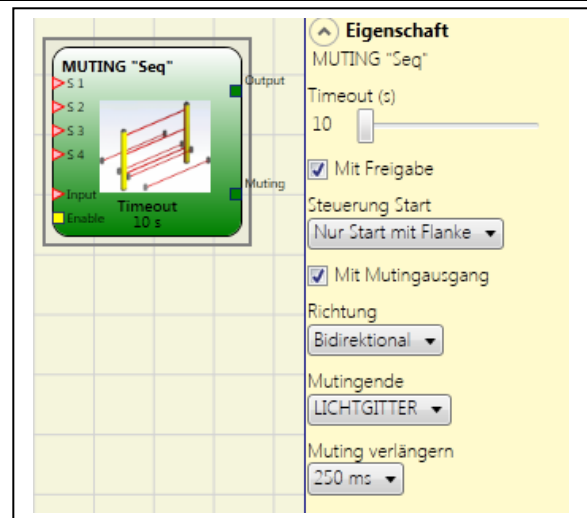 MUTING "Seq"
S 1
S 2
S 3
S 4
Input
Enable
Output
Muting
Timeout
10 s
Eigenschaft
MUTING "Seq"
Timeout (s)
10
Mit Freigabe
Steuerung Start
Nur Start mit Flanke
Mit Mutingausgang
Richtung
Bidirektional
Mutingende
LICHTGITTER
Muting verlängern
250 ms